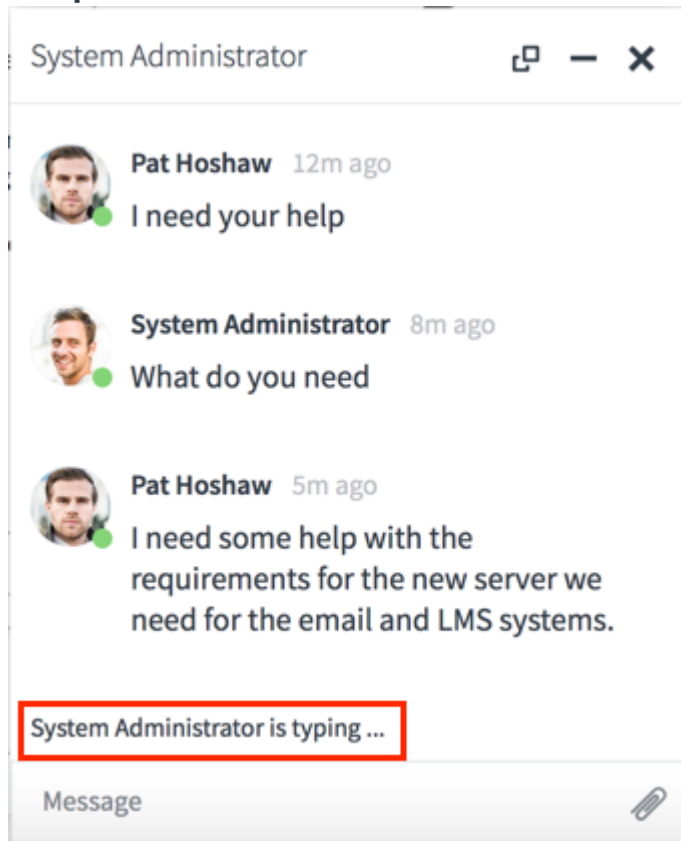 System Administrator
Pat Hoshaw 12m ago
I need your help
System Administrator 8m ago
What do you need
Pat Hoshaw 5m ago
I need some help with the
requirements for the new server we
need for the email and LMS systems.
System Administrator is typing ...
Message